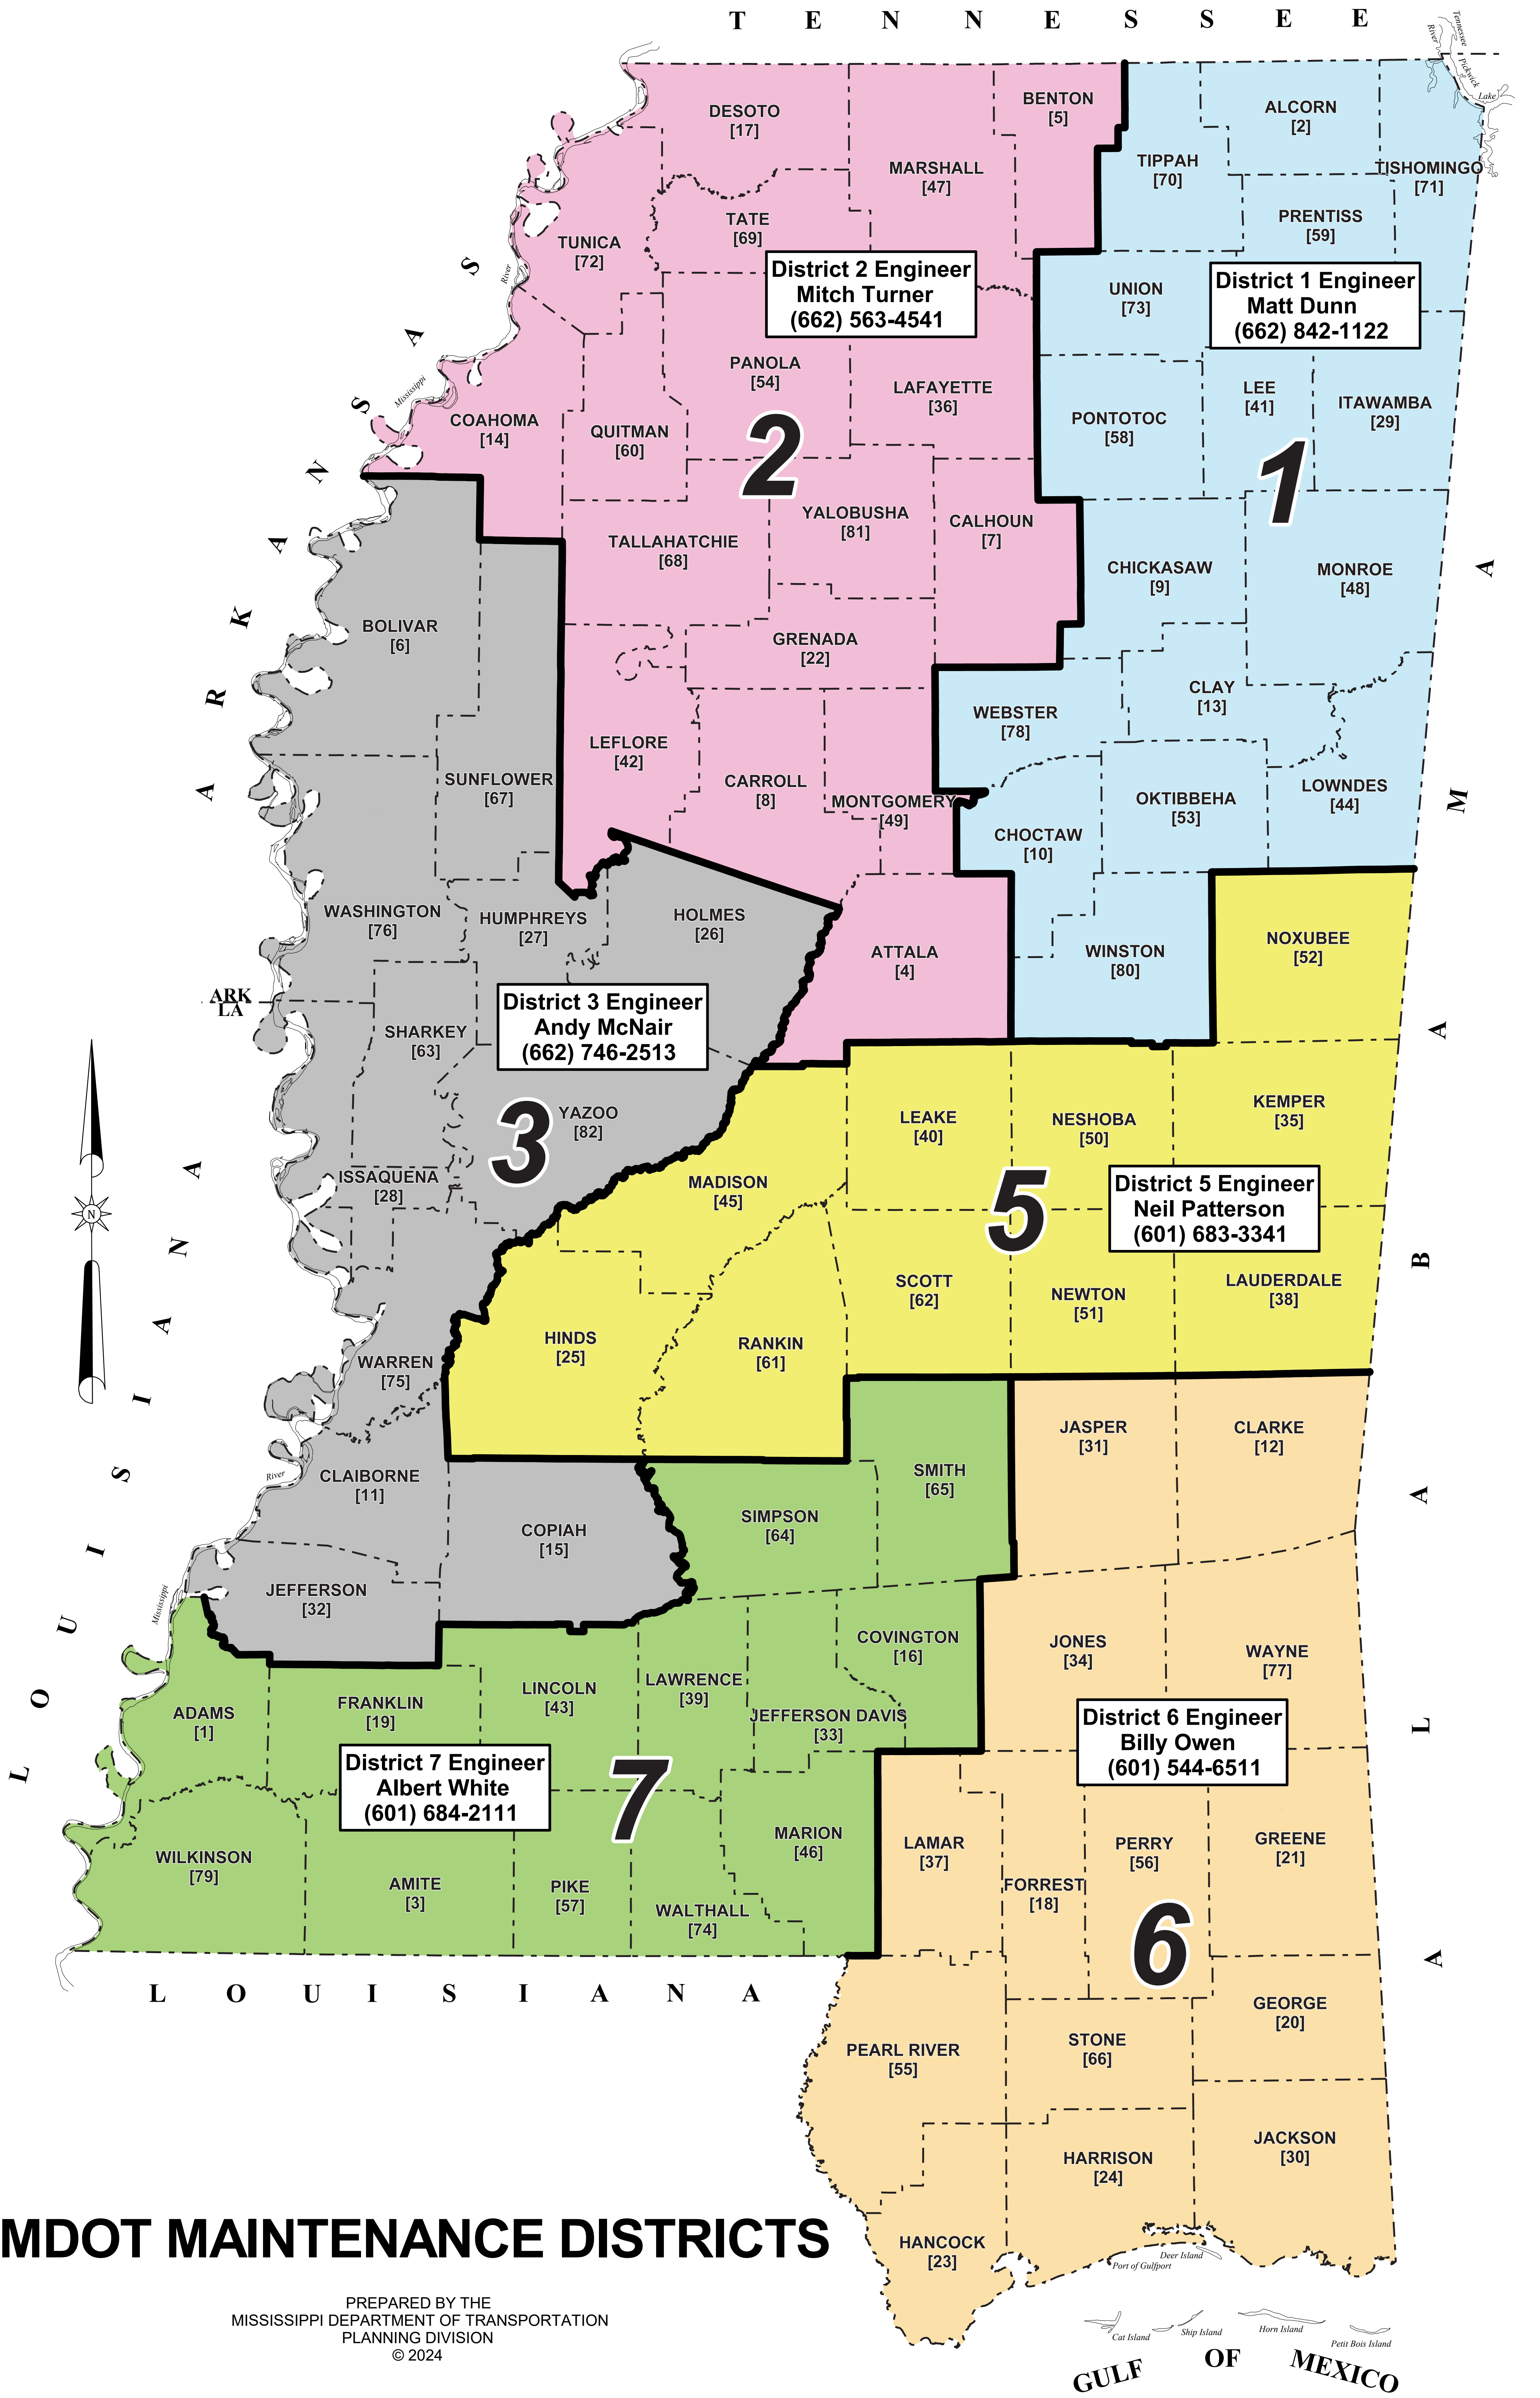 T E N N E S S E E
Tennessee
River
Pickwick
Lake
DESOTO
[17]
BENTON
[5]
ALCORN
[2]
MARSHALL
[47]
TIPPAH
[70]
TISHOMINGO
[71]
TATE
[69]
PRENTISS
[59]
TUNICA
[72]
River
District 2 Engineer
Mitch Turner
(662) 563-4541
UNION
[73]
District 1 Engineer
Matt Dunn
(662) 842-1122
PANOLA
[54]
LAFAYETTE
[36]
LEE
[41]
ITAWAMBA
[29]
Mississippi
COAHOMA
[14]
QUITMAN
[60]
PONTOTOC
[58]
2
1
YALOBUSHA
[81]
CALHOUN
[7]
TALLAHATCHIE
[68]
CHICKASAW
[9]
MONROE
[48]
BOLIVAR
[6]
GRENADA
[22]
CLAY
[13]
WEBSTER
[78]
LEFLORE
[42]
SUNFLOWER
[67]
CARROLL
[8]
MONTGOMERY
[49]
OKTIBBEHA
[53]
LOWNDES
[44]
CHOCTAW
[10]
WASHINGTON
[76]
HUMPHREYS
[27]
HOLMES
[26]
ATTALA
[4]
WINSTON
[80]
NOXUBEE
[52]
A R K A N S A S
ARK
LA
SHARKEY
[63]
District 3 Engineer
Andy McNair
(662) 746-2513
3
YAZOO
[82]
LEAKE
[40]
NESHOBA
[50]
KEMPER
[35]
ISSAQUENA
[28]
MADISON
[45]
5
District 5 Engineer
Neil Patterson
(601) 683-3341
N
SCOTT
[62]
NEWTON
[51]
LAUDERDALE
[38]
HINDS
[25]
RANKIN
[61]
WARREN
[75]
JASPER
[31]
CLARKE
[12]
River
CLAIBORNE
[11]
SMITH
[65]
COPIAH
[15]
SIMPSON
[64]
JEFFERSON
[32]
Mississippi
COVINGTON
[16]
JONES
[34]
WAYNE
[77]
ADAMS
[1]
FRANKLIN
[19]
LINCOLN
[43]
LAWRENCE
[39]
JEFFERSON DAVIS
[33]
District 6 Engineer
Billy Owen
(601) 544-6511
District 7 Engineer
Albert White
(601) 684-2111
7
WILKINSON
[79]
AMITE
[3]
PIKE
[57]
WALTHALL
[74]
MARION
[46]
LAMAR
[37]
FORREST
[18]
PERRY
[56]
GREENE
[21]
6
L O U I S I A N A
L O U I S I A N A
A L A B A M A
PEARL RIVER
[55]
STONE
[66]
GEORGE
[20]
HARRISON
[24]
JACKSON
[30]
HANCOCK
[23]
Port of Gulfport
Deer Island
Cat Island
Ship Island
Horn Island
Petit Bois Island
GULF OF MEXICO
MDOT MAINTENANCE DISTRICTS
PREPARED BY THE
MISSISSIPPI DEPARTMENT OF TRANSPORTATION
PLANNING DIVISION
© 2024